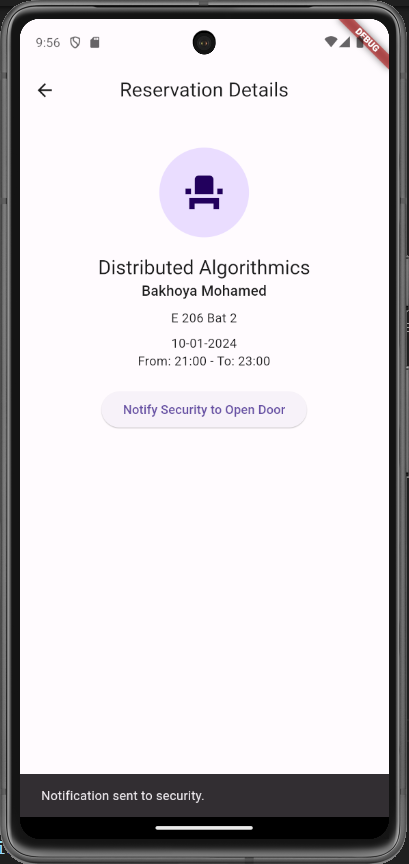 9:56
DEBUG
Reservation Details
Distributed Algorithmics
Bakhoya Mohamed
E 206 Bat 2
10-01-2024
From: 21:00 - To: 23:00
Notify Security to Open Door
Notification sent to security.